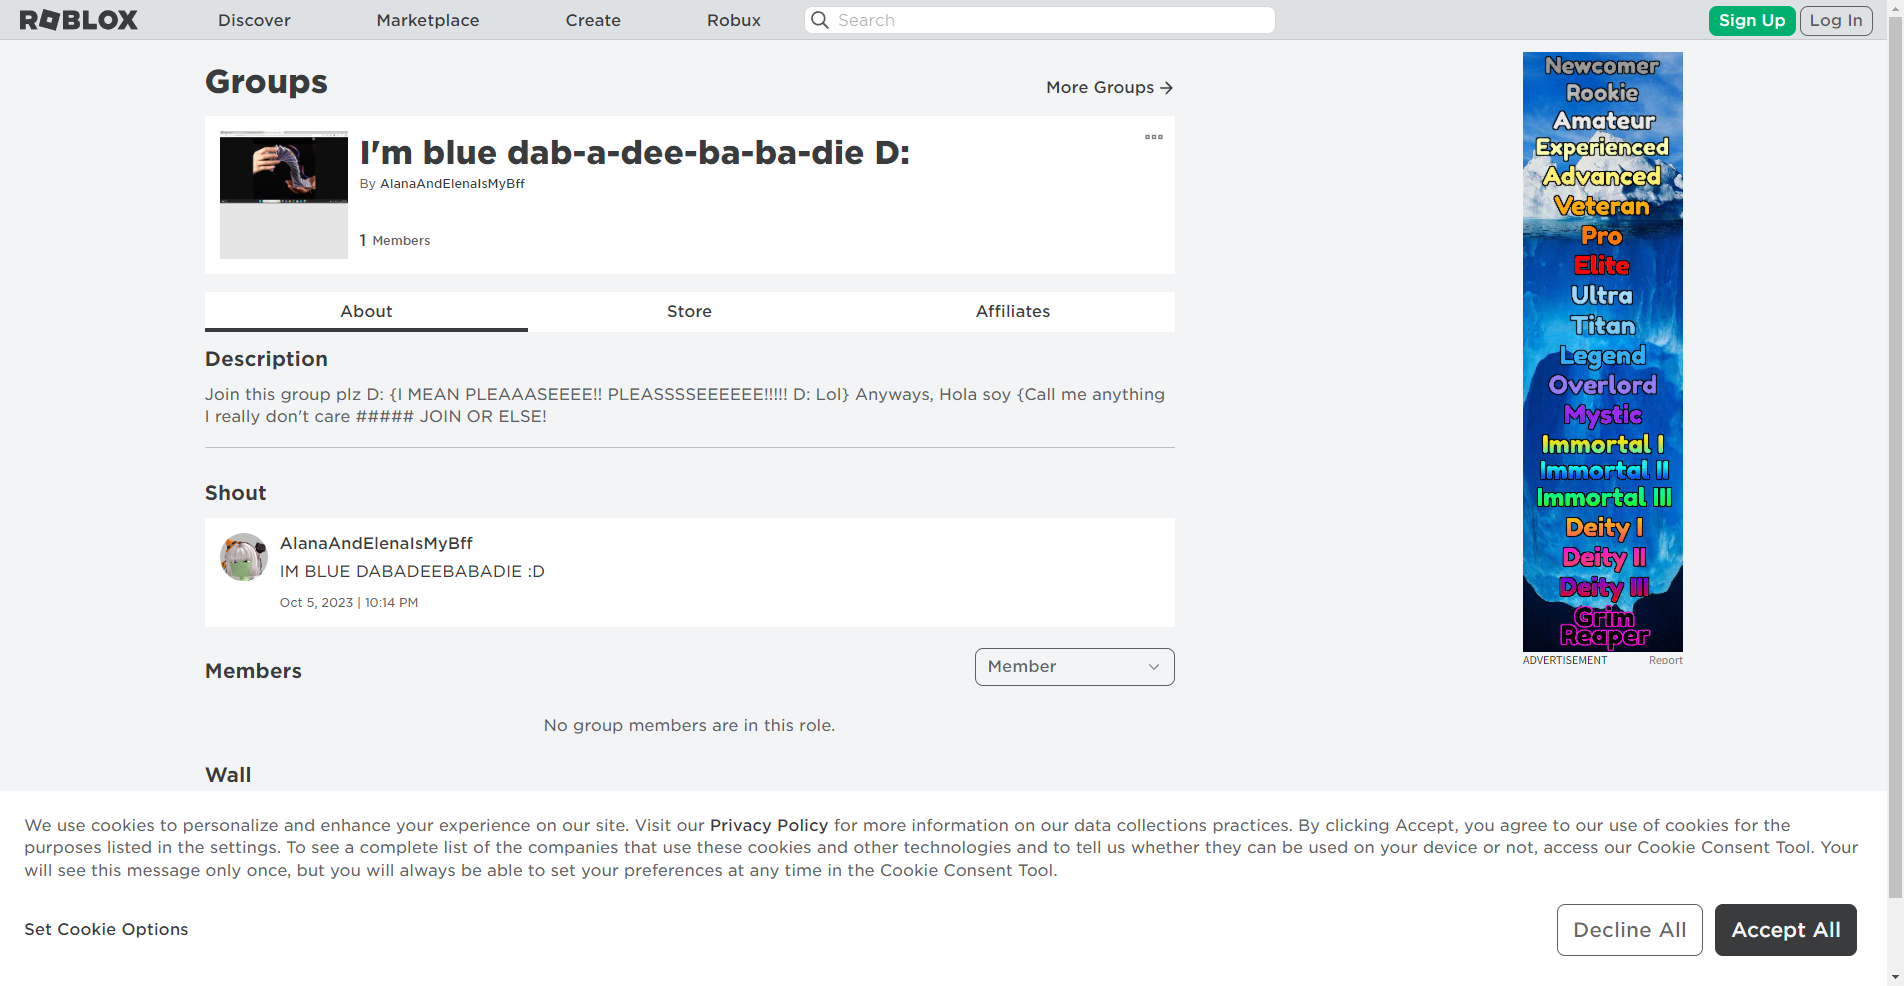 ROBLOX
Discover
Marketplace
Create
Robux
Search
Sign Up
Log In
Groups
More Groups →
I'm blue dab-a-dee-ba-ba-die D:
By AlanaAndElenaIsMyBff
1 Members
About
Store
Affiliates
Description
Join this group plz D: {I MEAN PLEAAASEEEE!! PLEASSSSEEEEEE!!!!! D: Lol} Anyways, Hola soy {Call me anything
I really don't care ##### JOIN OR ELSE!
Shout
AlanaAndElenaIsMyBff
IM BLUE DABADEEBABADIE :D
Oct 5, 2023 | 10:14 PM
Members
Member
No group members are in this role.
Wall
Newcomer
Rookie
Amateur
Experienced
Advanced
Veteran
Pro
Elite
Ultra
Titan
Legend
Overlord
Mystic
Immortal I
Immortal II
Immortal III
Deity I
Deity II
Deity III
Grim
Reaper
ADVERTISEMENT
Report
We use cookies to personalize and enhance your experience on our site. Visit our Privacy Policy for more information on our data collections practices. By clicking Accept, you agree to our use of cookies for the
purposes listed in the settings. To see a complete list of the companies that use these cookies and other technologies and to tell us whether they can be used on your device or not, access our Cookie Consent Tool. Your
will see this message only once, but you will always be able to set your preferences at any time in the Cookie Consent Tool.
Set Cookie Options
Decline All
Accept All